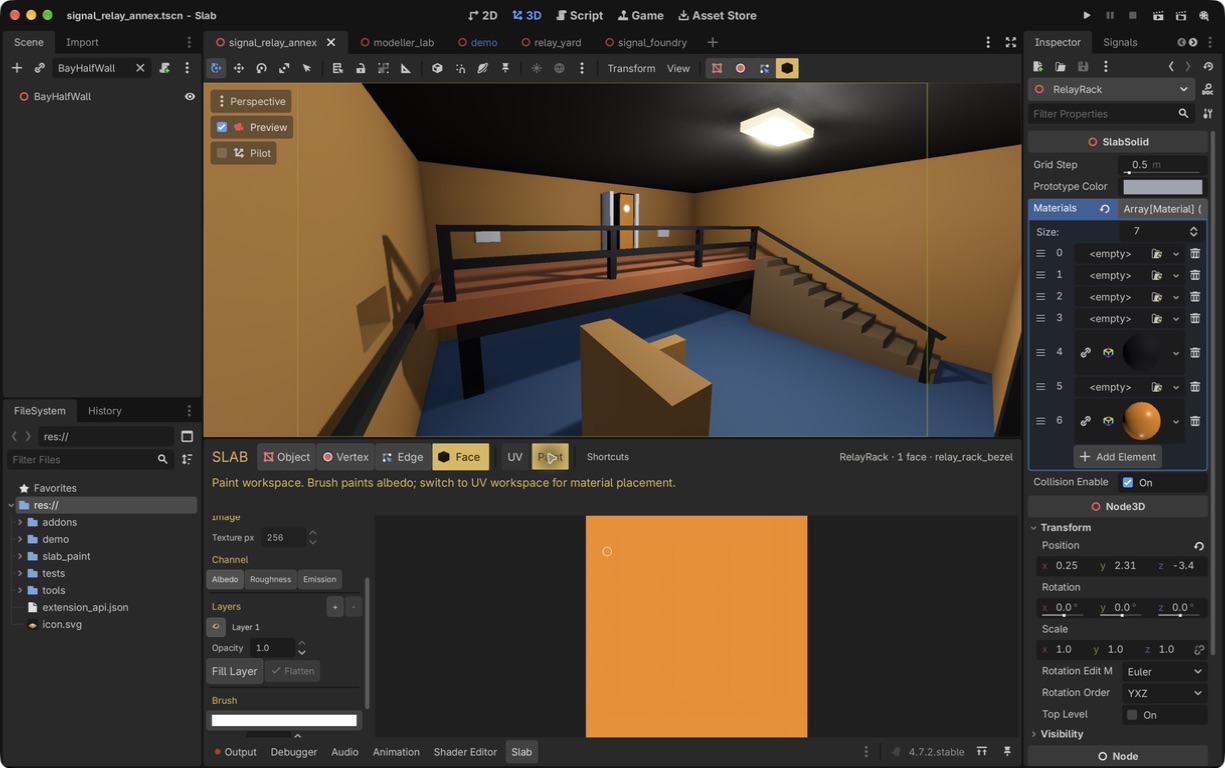 signal_relay_annex.tscn - Slab
2D 3D Script Game Asset Store
Scene Import
signal_relay_annex modeller_lab demo relay_yard signal_foundry
Inspector Signals
BayHalfWall
Transform View
BayHalfWall
Perspective
Preview
Pilot
RelayRack
Filter Properties
SlabSolid
Grid Step 0.5 m
Prototype Color
Materials Array[Material] (
Size: 7
0 <empty>
1 <empty>
2 <empty>
3 <empty>
4
5 <empty>
6
Add Element
Collision Enable On
Node3D
Transform
Position
x 0.25 y 2.31 z -3.4
Rotation
x 0.0 ° y 0.0 ° z 0.0 °
Scale
x 1.0 y 1.0 z 1.0
Rotation Edit M Euler
Rotation Order YXZ
Top Level On
Visibility
Node
FileSystem History
res://
Filter Files
Favorites
res://
addons
demo
slab_paint
tests
tools
extension_api.json
icon.svg
SLAB Object Vertex Edge Face UV Shortcuts
RelayRack · 1 face · relay_rack_bezel
Paint workspace. Brush paints albedo; switch to UV workspace for material placement.
Image
Texture px 256
Channel
Albedo Roughness Emission
Layers + -
Layer 1
Opacity 1.0
Fill Layer Flatten
Brush
Output Debugger Audio Animation Shader Editor Slab
4.7.2.stable